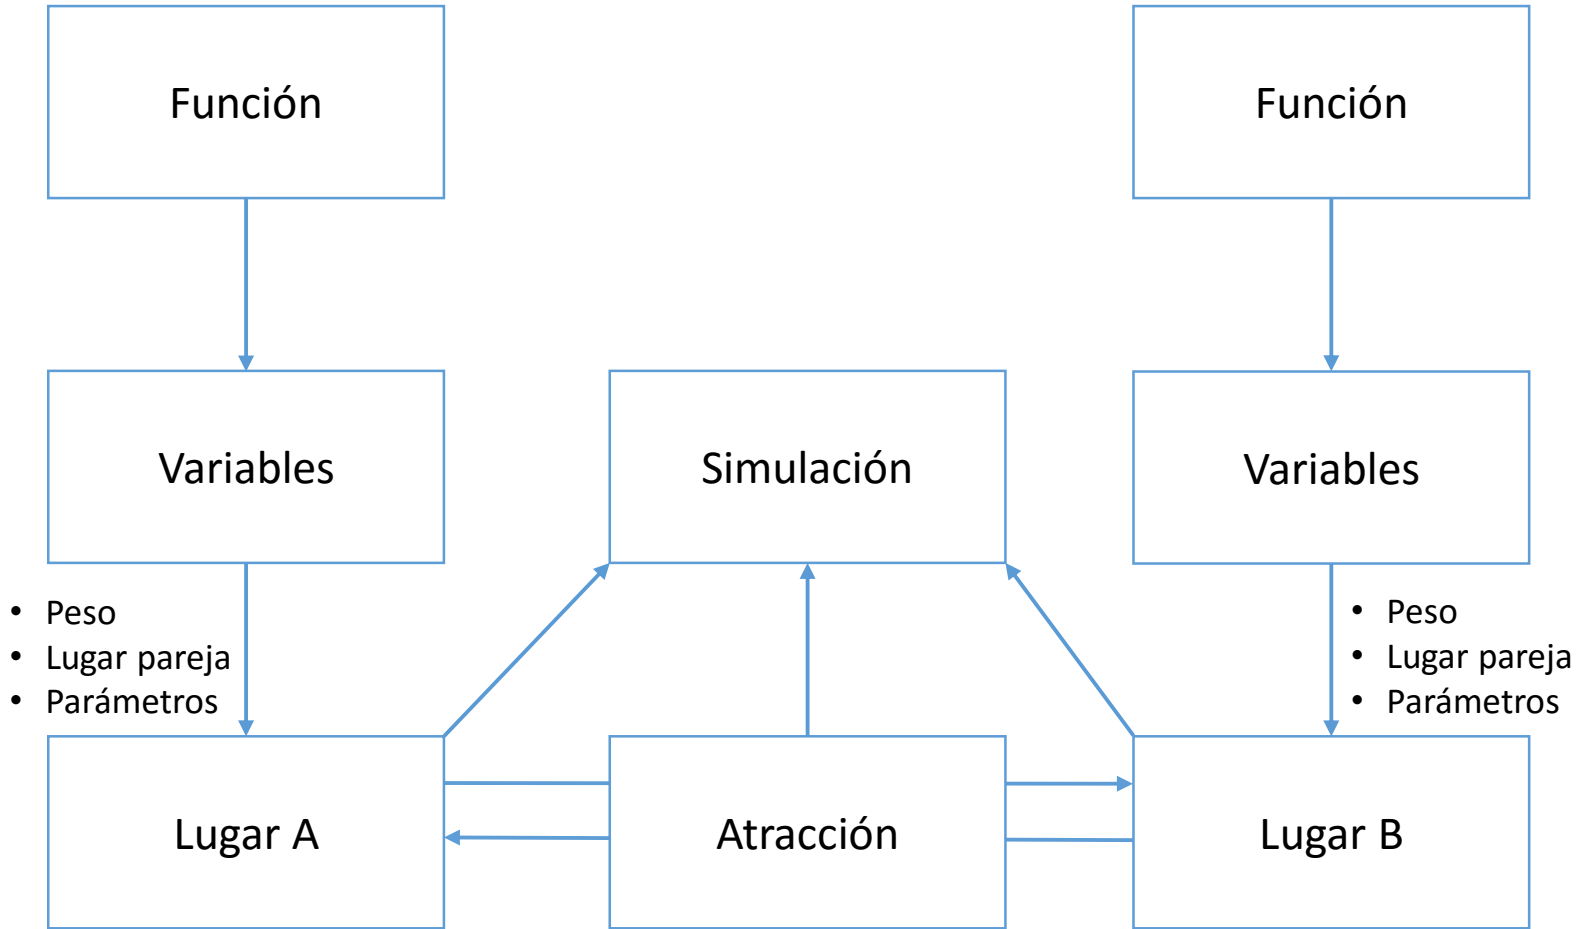 Función
Función
Variables
Simulación
Variables
• Peso
• Lugar pareja
• Parámetros
• Peso
• Lugar pareja
• Parámetros
Lugar A
Atracción
Lugar B